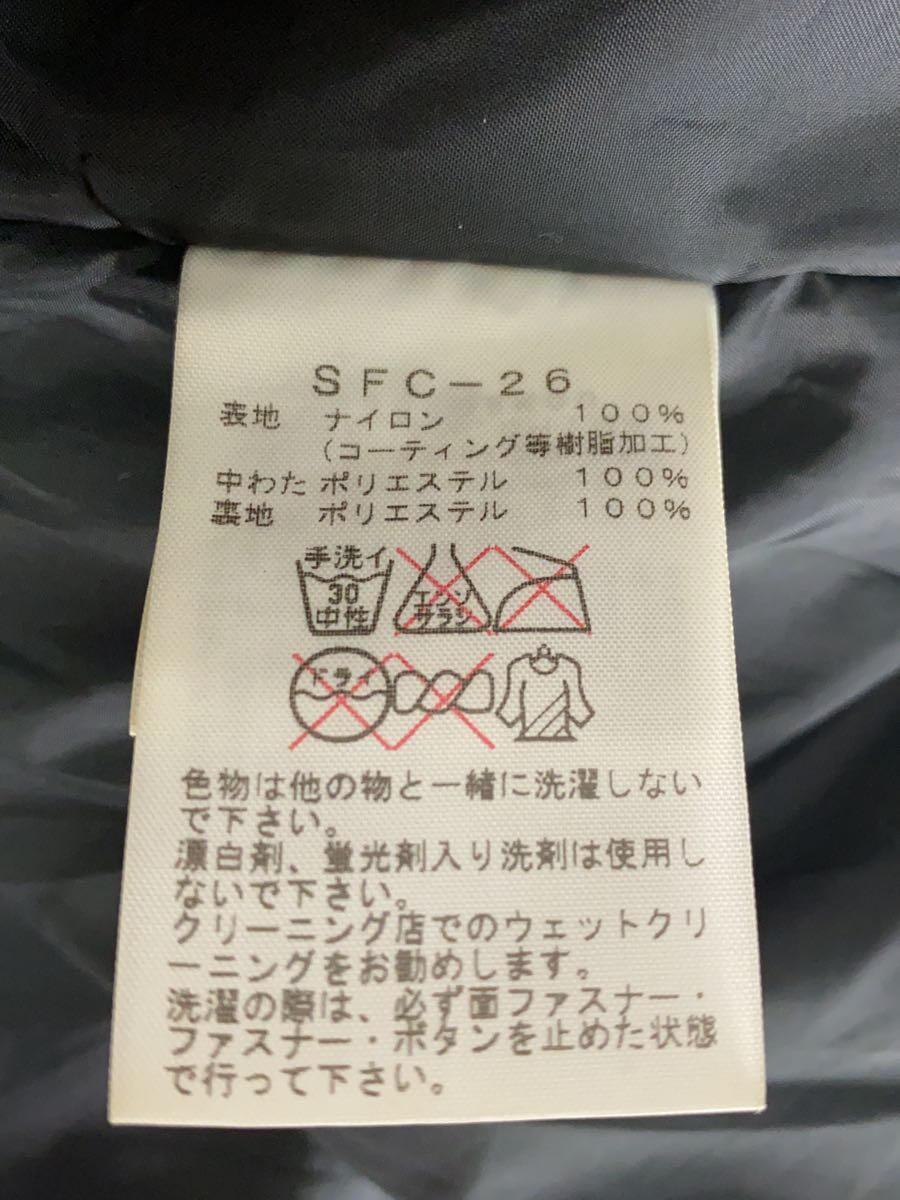 SFC-26
表地 ナイロン 100%
(コーティング等樹脂加工)
中わた ポリエステル 100%
裏地 ポリエステル 100%
手洗イ
30
中性
エンソ
サラシ
ドライ
色物は他の物と一緒に洗濯しない
で下さい。
漂白剤、蛍光剤入り洗剤は使用し
ないで下さい。
クリーニング店でのウェットクリ
ーニングをお勧めします。
洗濯の際は、必ず面ファスナー・
ファスナー・ボタンを止めた状態
で行って下さい。